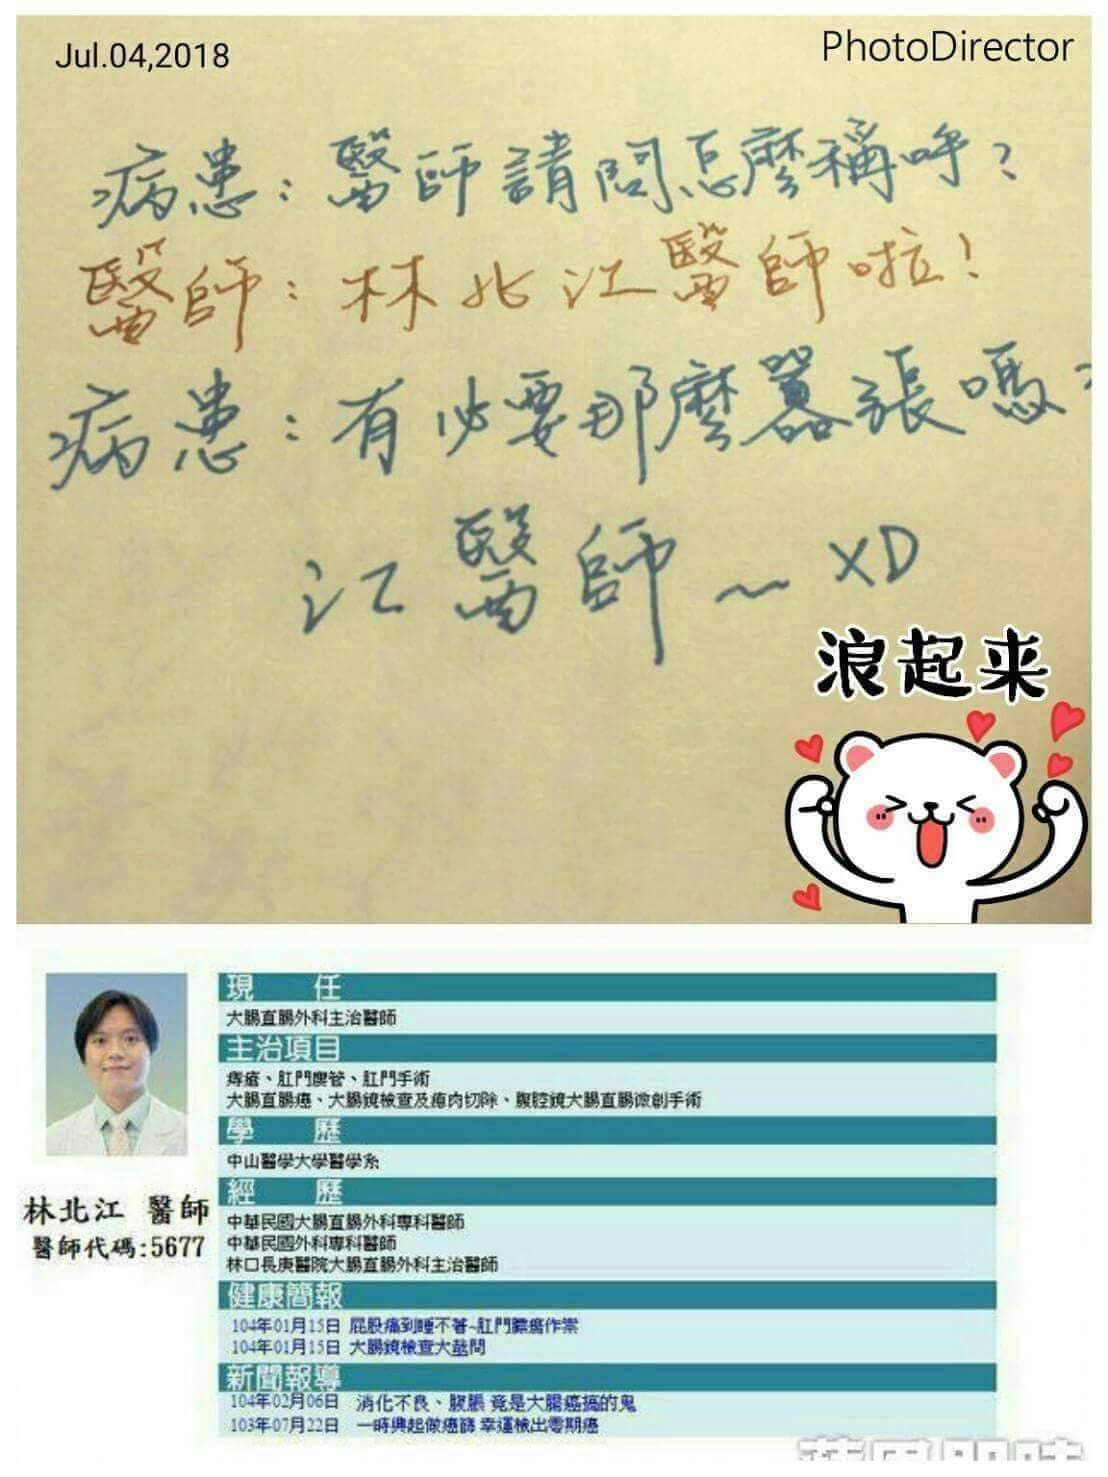 Jul.04,2018
PhotoDirector
病患：醫師請問怎麼稱呼？
醫師：林北江醫師啦！
病患：有必要那麼囂張嗎？
江醫師～XD
浪起来
現 任
大腸直腸外科主治醫師
主治項目
痔瘡、肛門瘻管、肛門手術
大腸直腸癌、大腸鏡檢查及瘜肉切除、腹腔鏡大腸直腸微創手術
學 歷
中山醫學大學醫學系
經 歷
中華民國大腸直腸外科專科醫師
中華民國外科專科醫師
林口長庚醫院大腸直腸外科主治醫師
林北江 醫師
醫師代碼:5677
健康簡報
104年01月15日 屁股痛到睡不著~肛門膿瘍作祟
104年01月15日 大腸鏡檢查大哉問
新聞報導
104年02月06日 消化不良、腹脹 竟是大腸癌搞的鬼
103年07月22日 一時興起做癌篩 幸運檢出零期癌